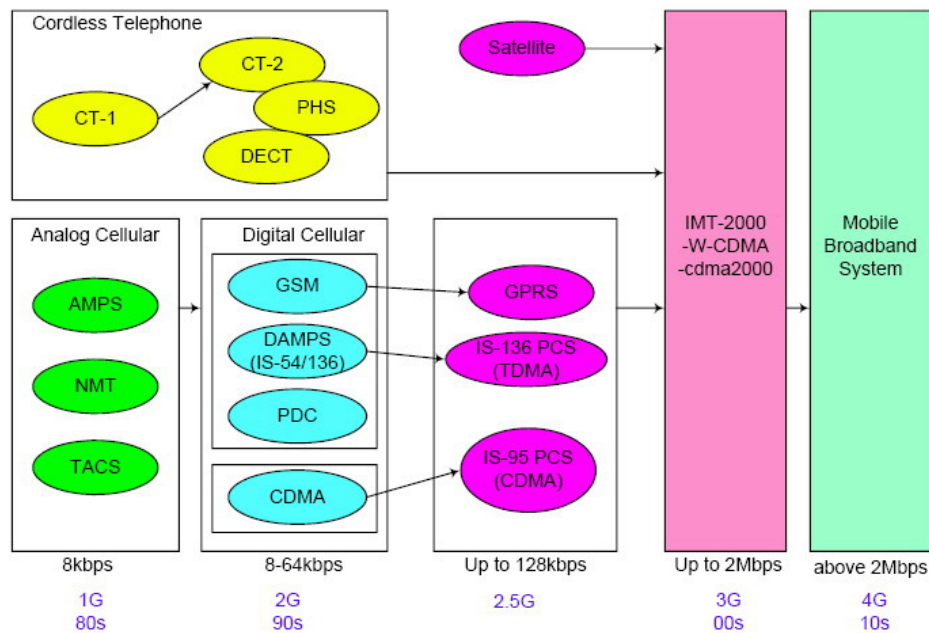 Cordless Telephone
CT-1
CT-2
PHS
DECT
Satellite
Analog Cellular
AMPS
NMT
TACS
Digital Cellular
GSM
DAMPS
(IS-54/136)
PDC
CDMA
GPRS
IS-136 PCS
(TDMA)
IS-95 PCS
(CDMA)
IMT-2000
-W-CDMA
-cdma2000
Mobile
Broadband
System
8kbps
8-64kbps
Up to 128kbps
Up to 2Mbps
above 2Mbps
1G
80s
2G
90s
2.5G
3G
00s
4G
10s